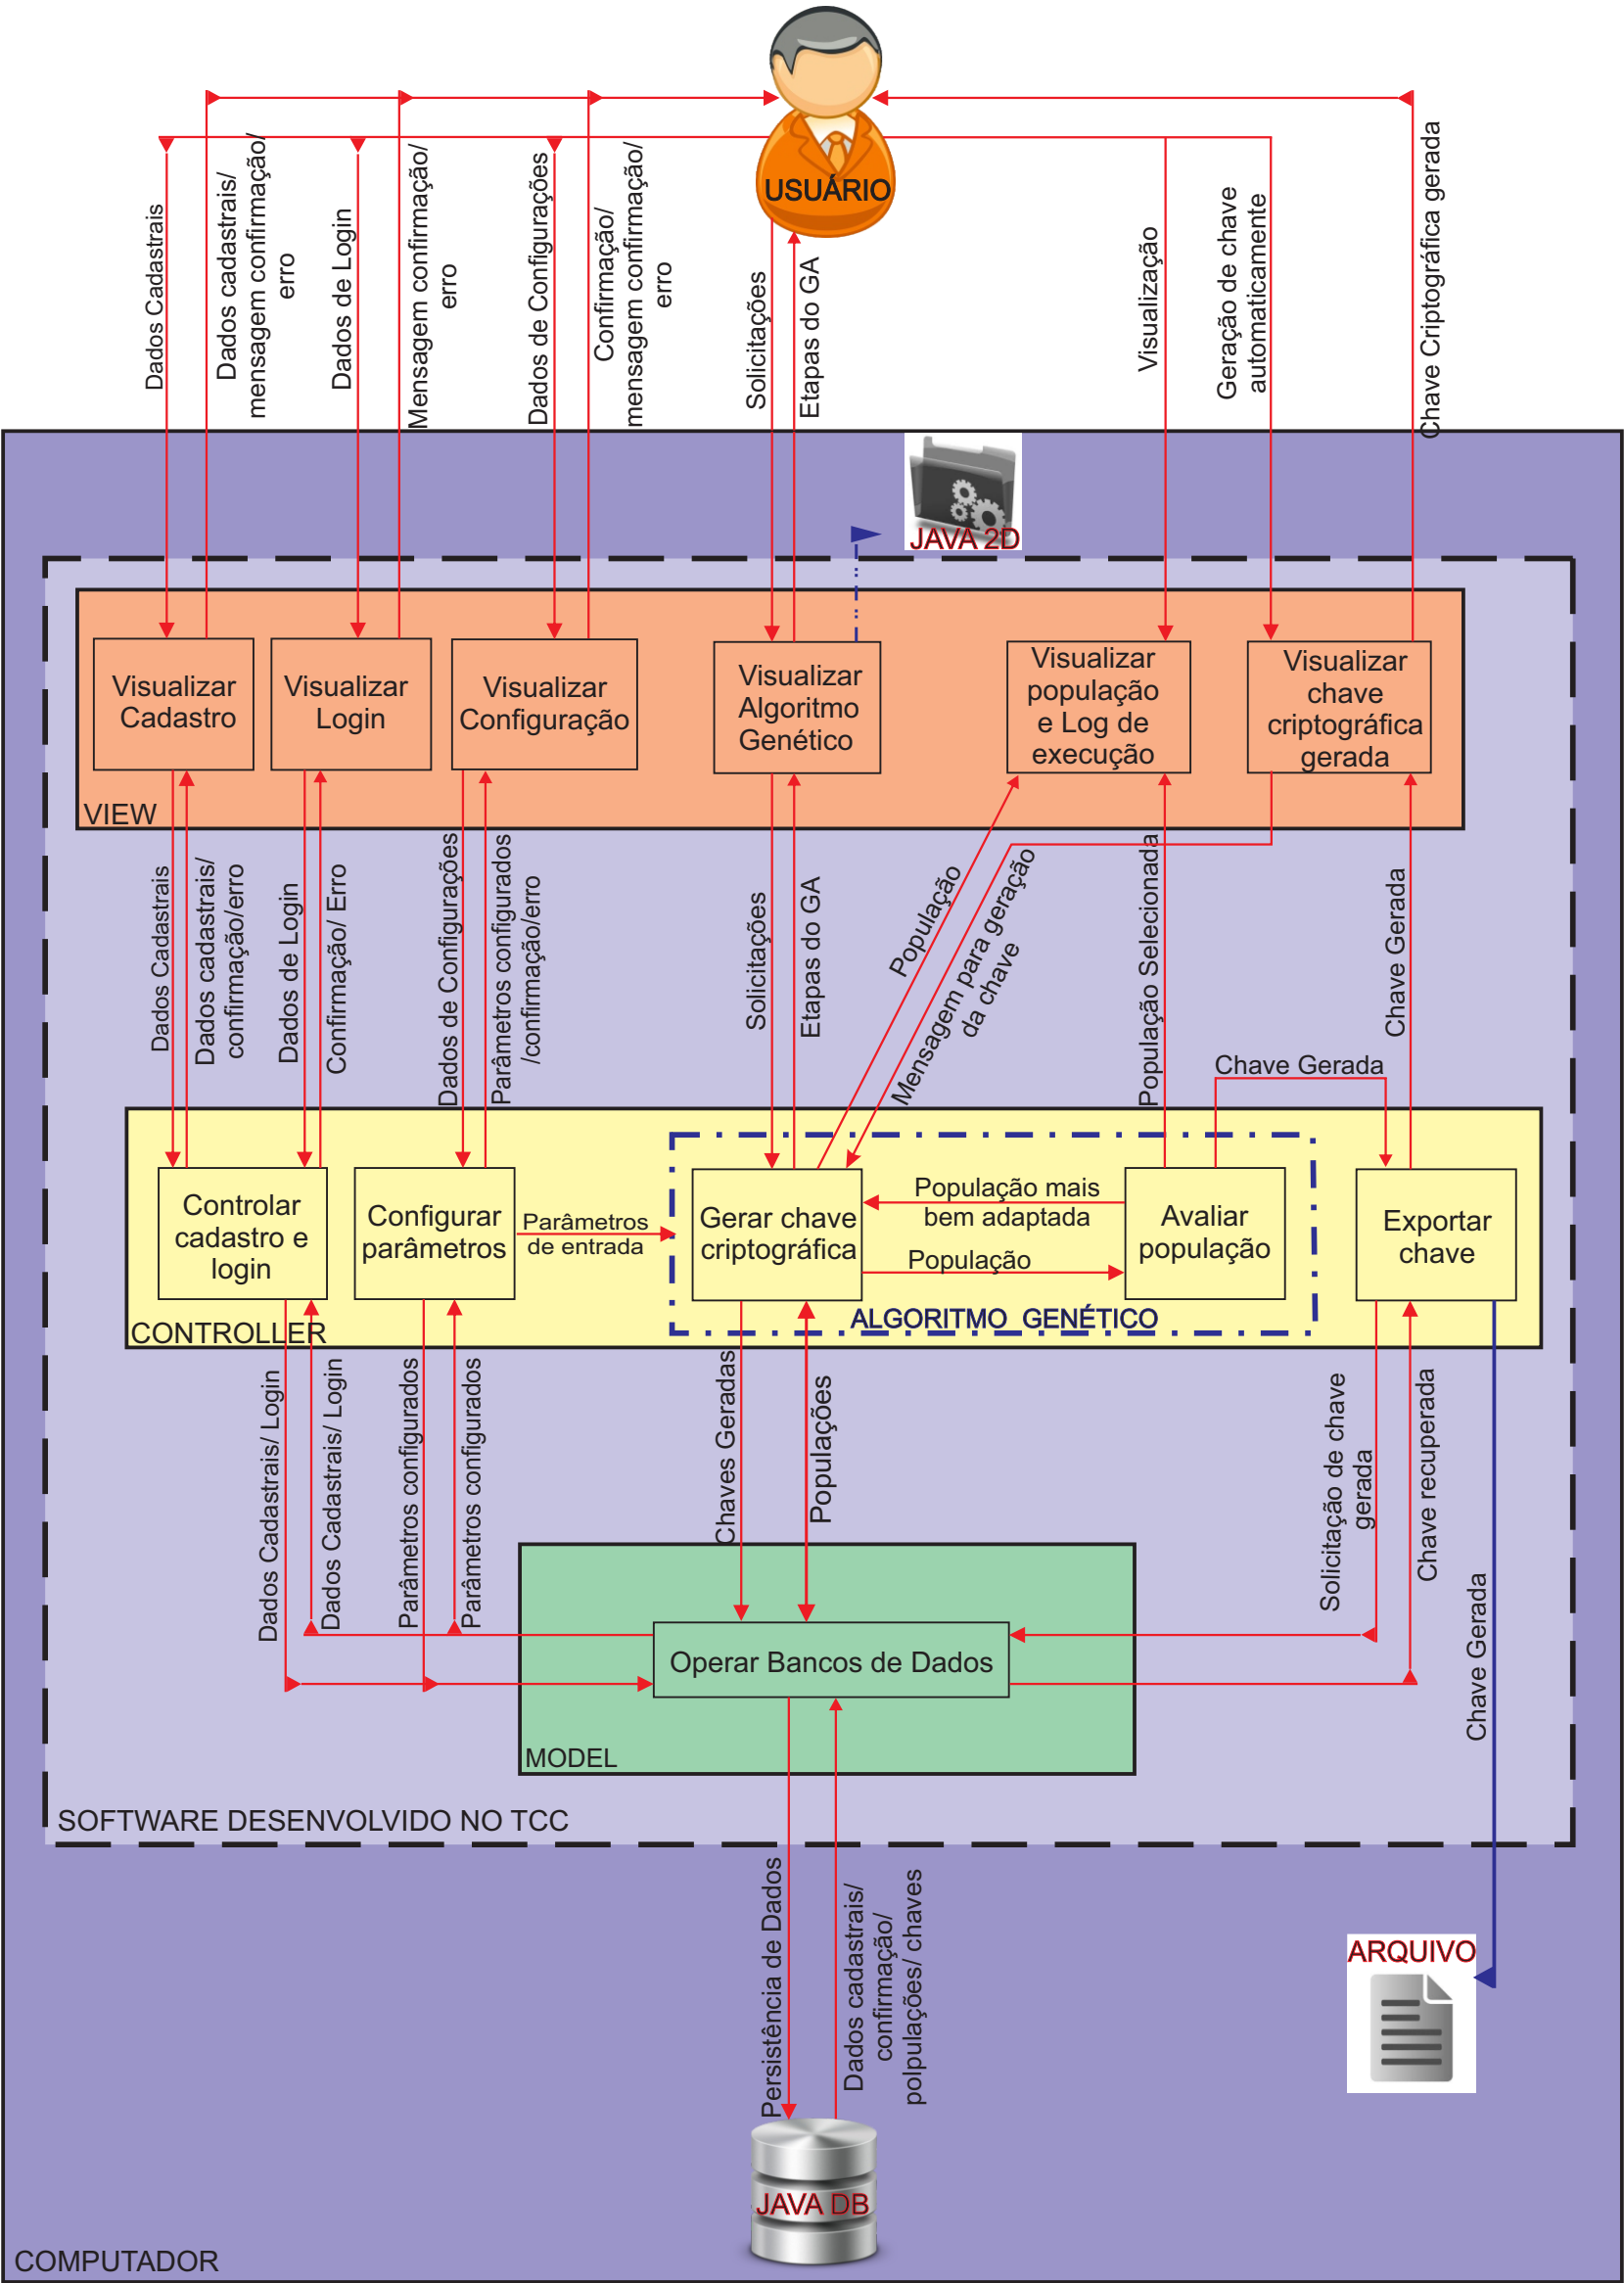 USUÁRIO
Dados Cadastrais
Dados cadastrais/
mensagem confirmação/
erro
Dados de Login
Mensagem confirmação/
erro
Dados de Configurações
Confirmação/
mensagem confirmação/
erro
Solicitações
Etapas do GA
Visualização
Geração de chave
automaticamente
Chave Criptográfica gerada
JAVA 2D
Visualizar
Cadastro
Visualizar
Login
Visualizar
Configuração
Visualizar
Algoritmo
Genético
Visualizar
população
e Log de
execução
Visualizar
chave
criptográfica
gerada
VIEW
Dados Cadastrais
Dados cadastrais/
confirmação/erro
Dados de Login
Confirmação/ Erro
Dados de Configurações
Parâmetros configurados
/confirmação/erro
Solicitações
Etapas do GA
População
Mensagem para geração
da chave
População Selecionada
Chave Gerada
Chave Gerada
Controlar
cadastro e
login
Configurar
parâmetros
Parâmetros
de entrada
Gerar chave
criptográfica
População mais
bem adaptada
População
Avaliar
população
Exportar
chave
ALGORITMO GENÉTICO
CONTROLLER
Dados Cadastrais/ Login
Dados Cadastrais/ Login
Parâmetros configurados
Parâmetros configurados
Chaves Geradas
Populações
Solicitação de chave
gerada
Chave recuperada
Chave Gerada
Operar Bancos de Dados
MODEL
SOFTWARE DESENVOLVIDO NO TCC
Persistência de Dados
Dados cadastrais/
confirmação/
polpulações/ chaves
ARQUIVO
JAVA DB
COMPUTADOR